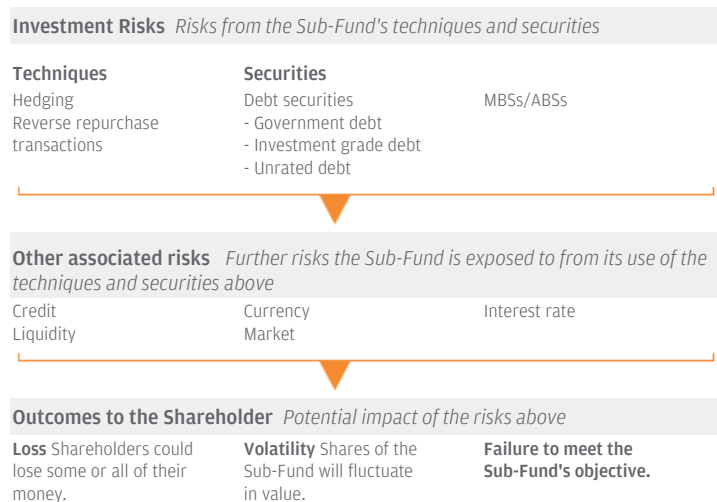 Investment Risks Risks from the Sub-Fund's techniques and securities
Techniques
Hedging
Reverse repurchase
transactions
Securities
Debt securities
- Government debt
- Investment grade debt
- Unrated debt
MBSs/ABSs
Other associated risks Further risks the Sub-Fund is exposed to from its use of the
techniques and securities above
Credit
Liquidity
Currency
Market
Interest rate
Outcomes to the Shareholder Potential impact of the risks above
Loss Shareholders could
lose some or all of their
money.
Volatility Shares of the
Sub-Fund will fluctuate
in value.
Failure to meet the
Sub-Fund's objective.